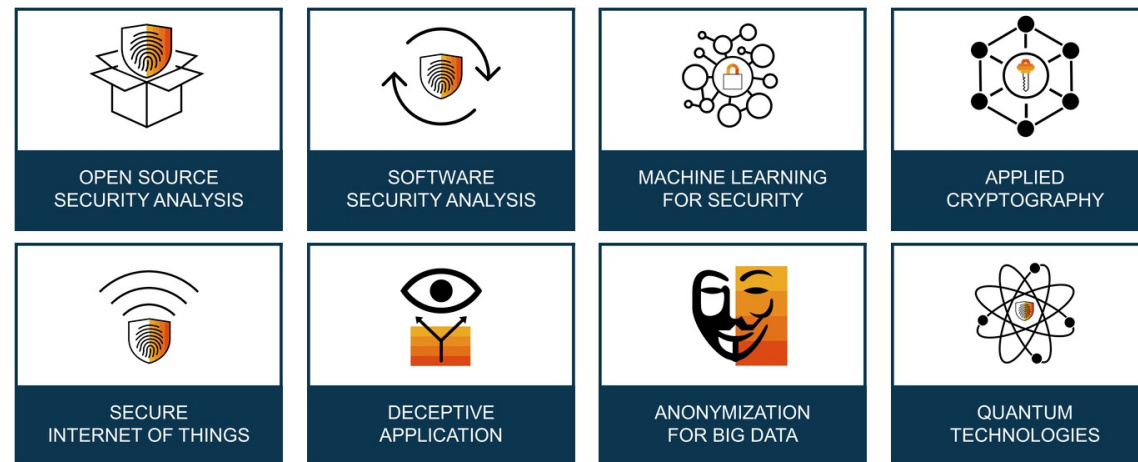 OPEN SOURCE
SECURITY ANALYSIS
SOFTWARE
SECURITY ANALYSIS
MACHINE LEARNING
FOR SECURITY
APPLIED
CRYPTOGRAPHY
SECURE
INTERNET OF THINGS
DECEPTIVE
APPLICATION
ANONYMIZATION
FOR BIG DATA
QUANTUM
TECHNOLOGIES